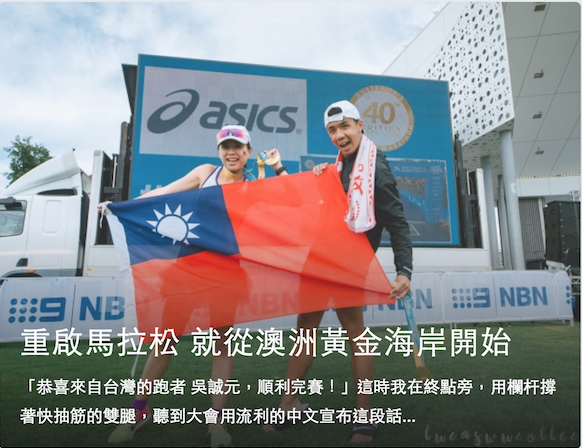 asics
40
9 NBN
9 NBN
重啟馬拉松 就從澳洲黃金海岸開始
「恭喜來自台灣的跑者 吳誠元，順利完賽！」這時我在終點旁，用欄杆撐
著快抽筋的雙腿，聽到大會用流利的中文宣布這段話...